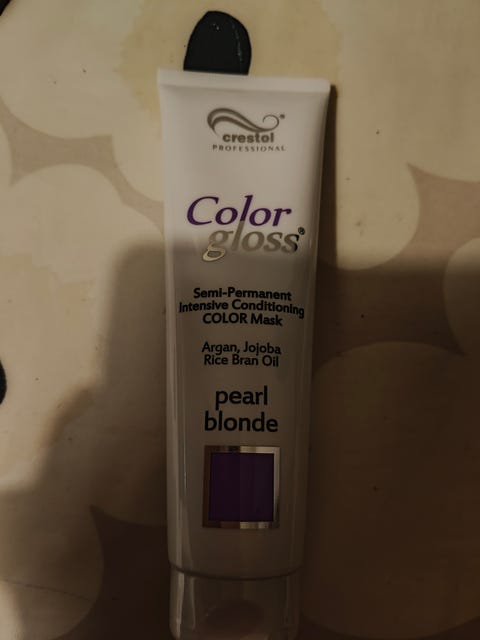 crestol®
PROFESSIONAL
Color
gloss®
Semi-Permanent
Intensive Conditioning
COLOR Mask
Argan, Jojoba
Rice Bran Oil
pearl
blonde